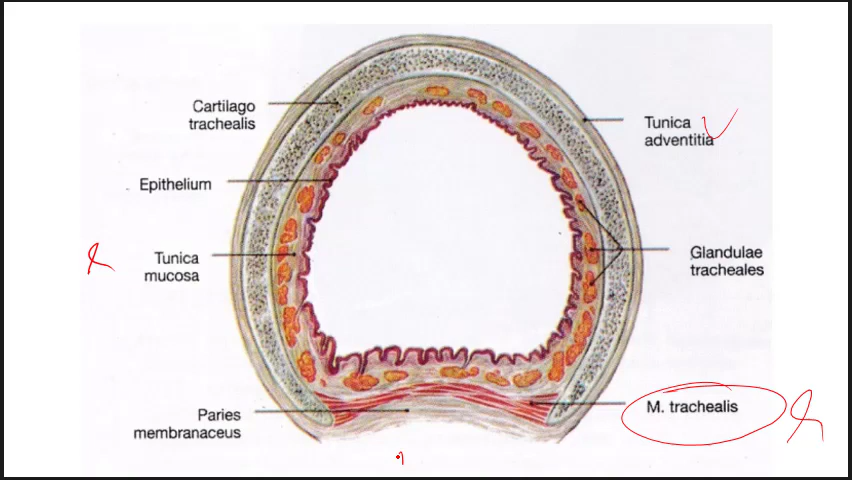 Cartilago
trachealis
Epithelium
Tunica
mucosa
Paries
membranaceus
Tunica
adventitia
Glandulae
tracheales
M. trachealis